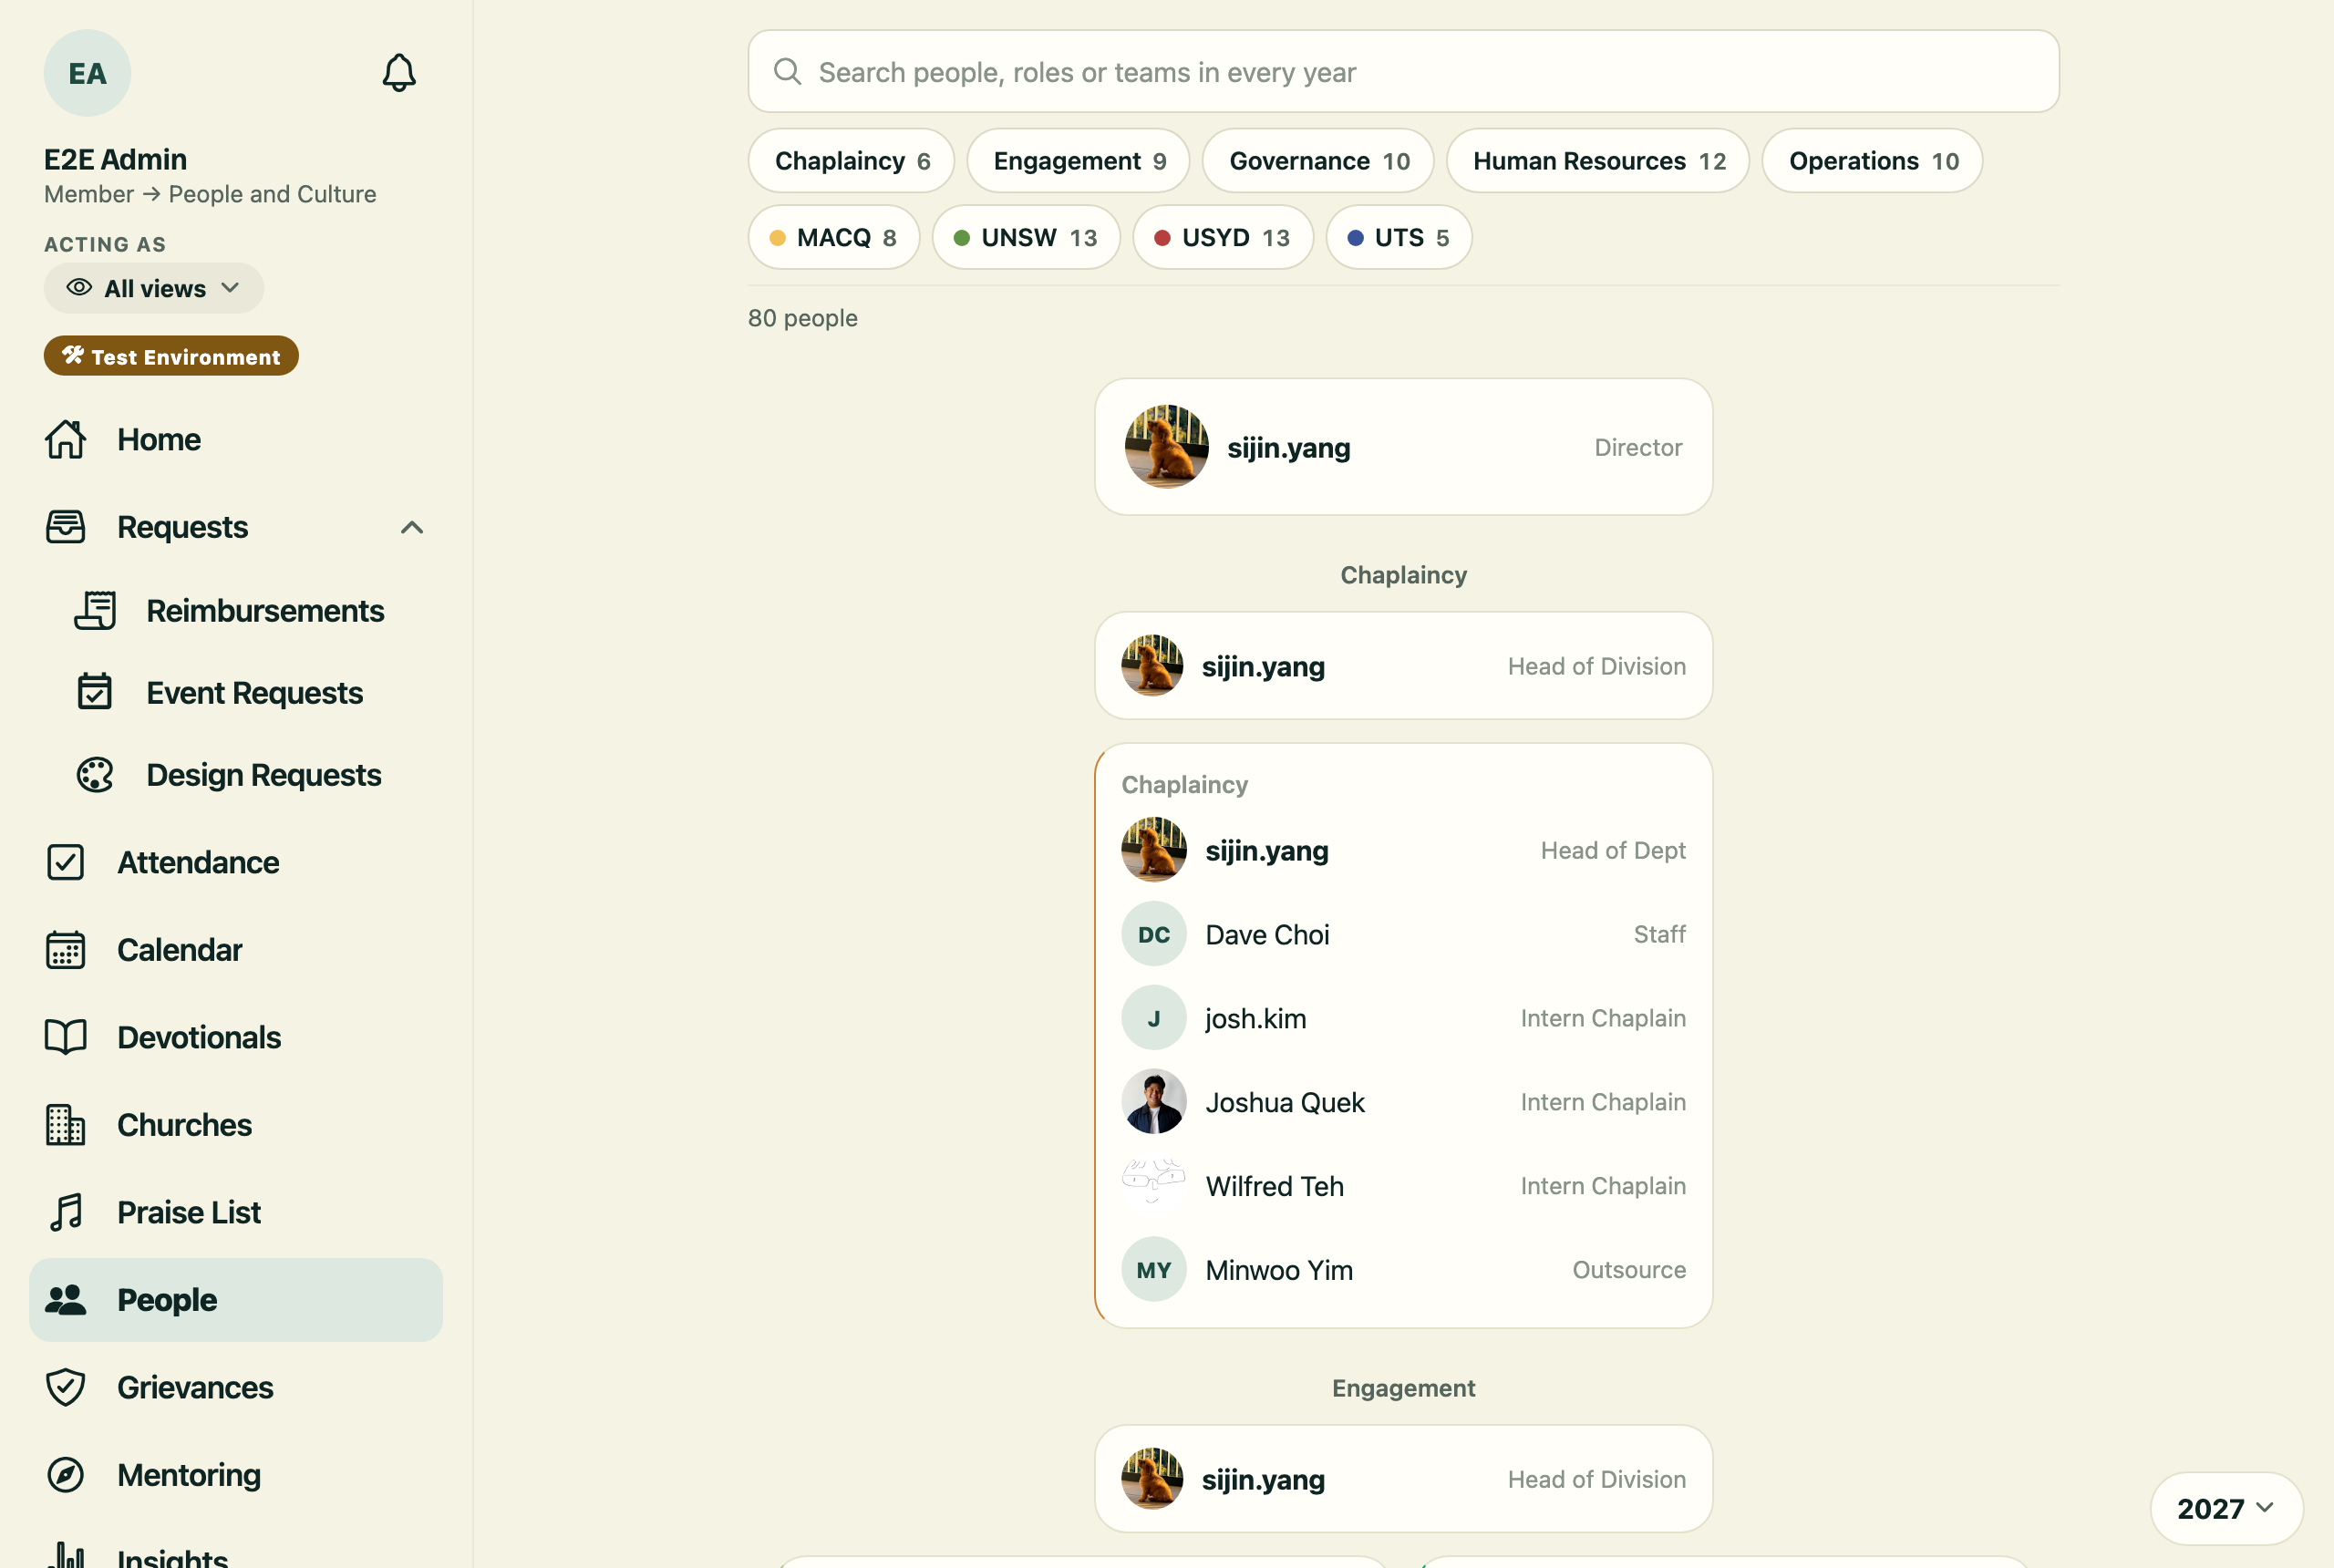 EA
E2E Admin
Member → People and Culture
ACTING AS
All views
🛠 Test Environment
Home
Requests
Reimbursements
Event Requests
Design Requests
Attendance
Calendar
Devotionals
Churches
Praise List
People
Grievances
Mentoring
Insights
Search people, roles or teams in every year
Chaplaincy 6
Engagement 9
Governance 10
Human Resources 12
Operations 10
MACQ 8
UNSW 13
USYD 13
UTS 5
80 people
sijin.yang Director
Chaplaincy
sijin.yang Head of Division
Chaplaincy
sijin.yang Head of Dept
DC Dave Choi Staff
J josh.kim Intern Chaplain
Joshua Quek Intern Chaplain
Wilfred Teh Intern Chaplain
MY Minwoo Yim Outsource
Engagement
sijin.yang Head of Division
2027